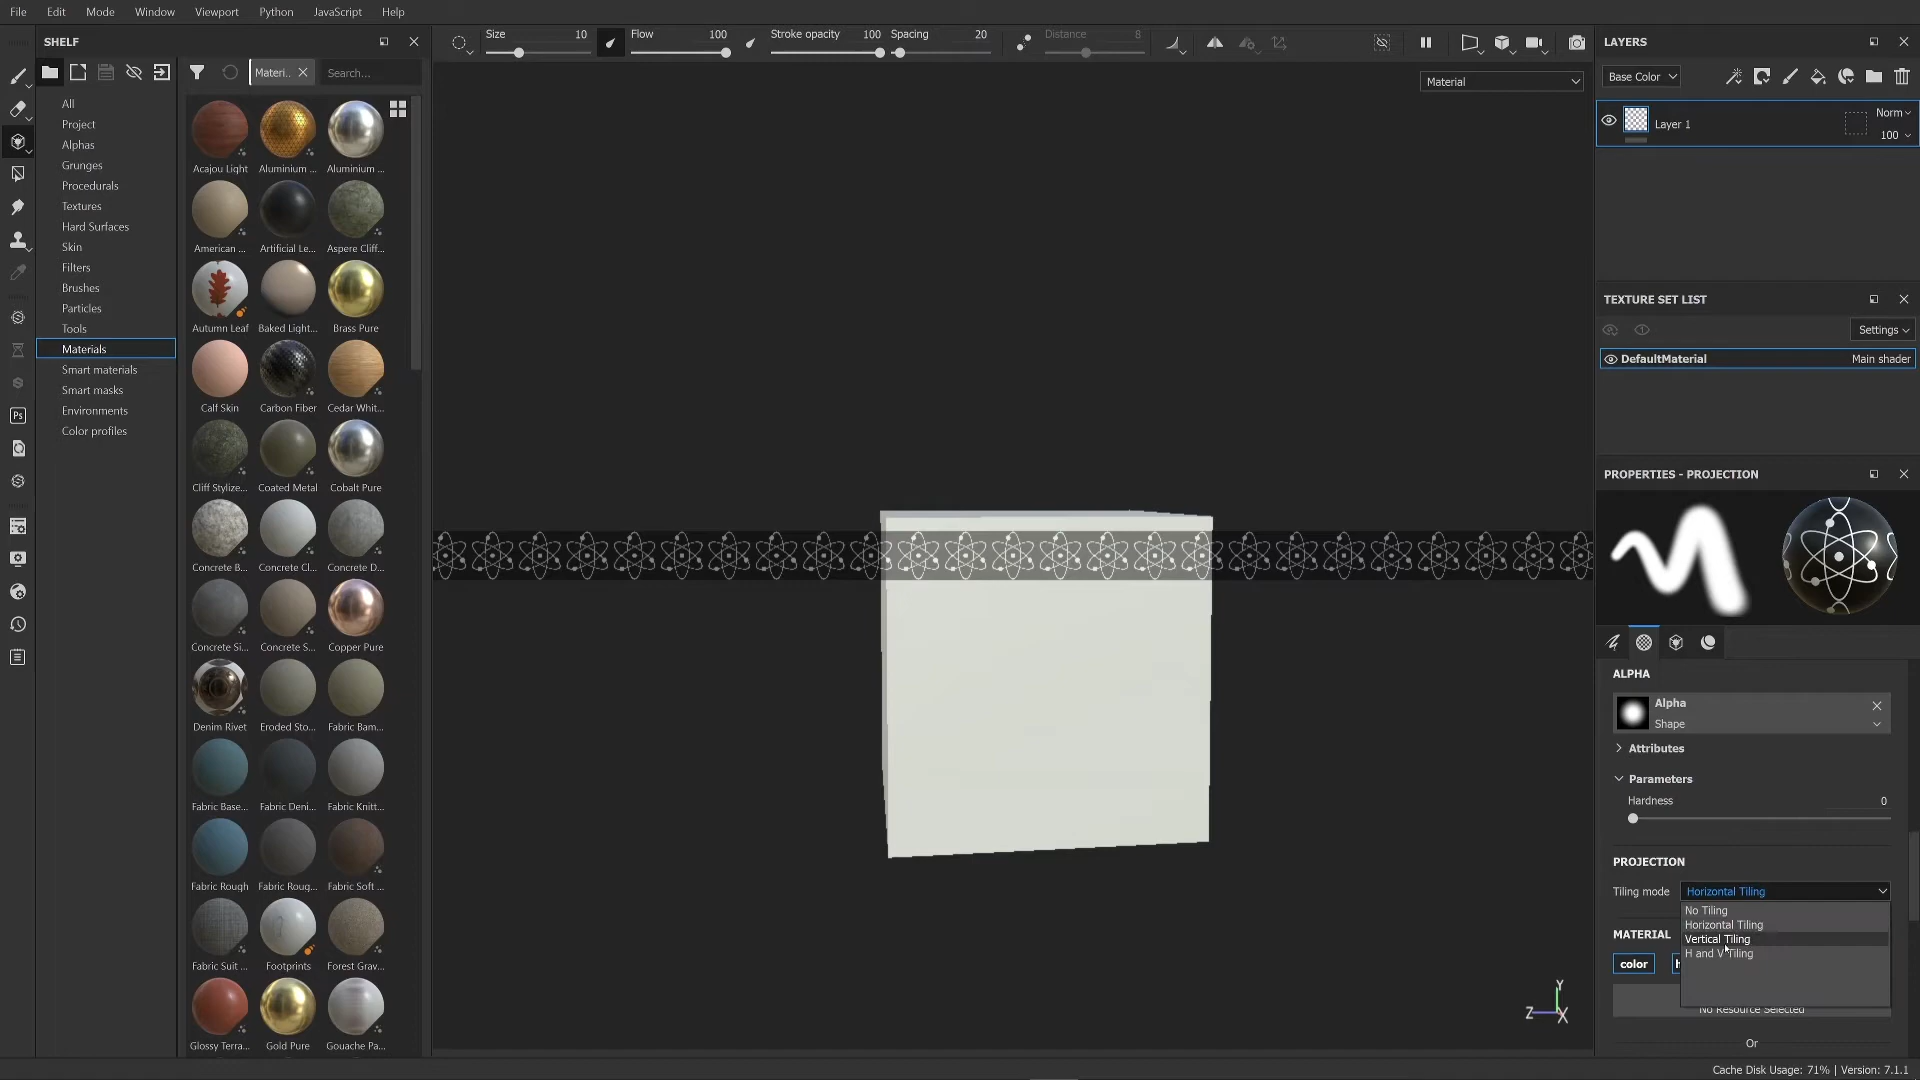 File Edit Mode Window Viewport Python JavaScript Help
SHELF
Materi..
Search...
All
Project
Alphas
Grunges
Procedurals
Textures
Hard Surfaces
Skin
Filters
Brushes
Particles
Tools
Materials
Smart materials
Smart masks
Environments
Color profiles
Ps
Acajou Light Aluminium ... Aluminium ...
American ... Artificial Le... Aspere Cliff...
Autumn Leaf Baked Light... Brass Pure
Calf Skin Carbon Fiber Cedar Whit...
Cliff Stylize... Coated Metal Cobalt Pure
Concrete B... Concrete Cl... Concrete D...
Concrete Si... Concrete S... Copper Pure
Denim Rivet Eroded Sto... Fabric Bam...
Fabric Base... Fabric Deni... Fabric Knitt...
Fabric Rough Fabric Roug... Fabric Soft ...
Fabric Suit ... Footprints Forest Grav...
Glossy Terra... Gold Pure Gouache Pa...
Size 10 Flow 100 Stroke opacity 100 Spacing 20 Distance 8
Material
Y
Z X
LAYERS
Base Color
Layer 1
Norm
100
TEXTURE SET LIST
Settings
DefaultMaterial Main shader
PROPERTIES - PROJECTION
ALPHA
Alpha
Shape
Attributes
Parameters
Hardness 0
PROJECTION
Tiling mode Horizontal Tiling
No Tiling
Horizontal Tiling
Vertical Tiling
H and V Tiling
MATERIAL
color
No Resource Selected
Or
Cache Disk Usage: 71% | Version: 7.1.1